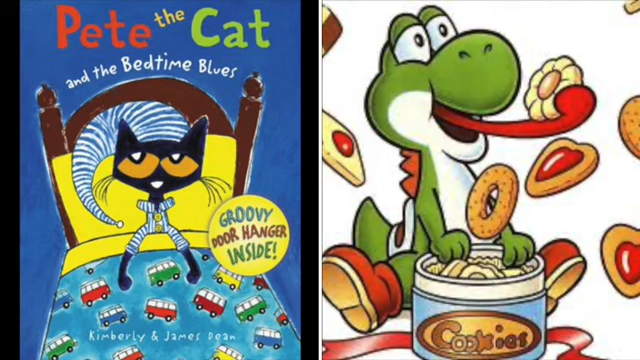 Pete the Cat
and the Bedtime Blues
GROOVY
DOOR HANGER
INSIDE!
Kimberly & James Dean
Cookies